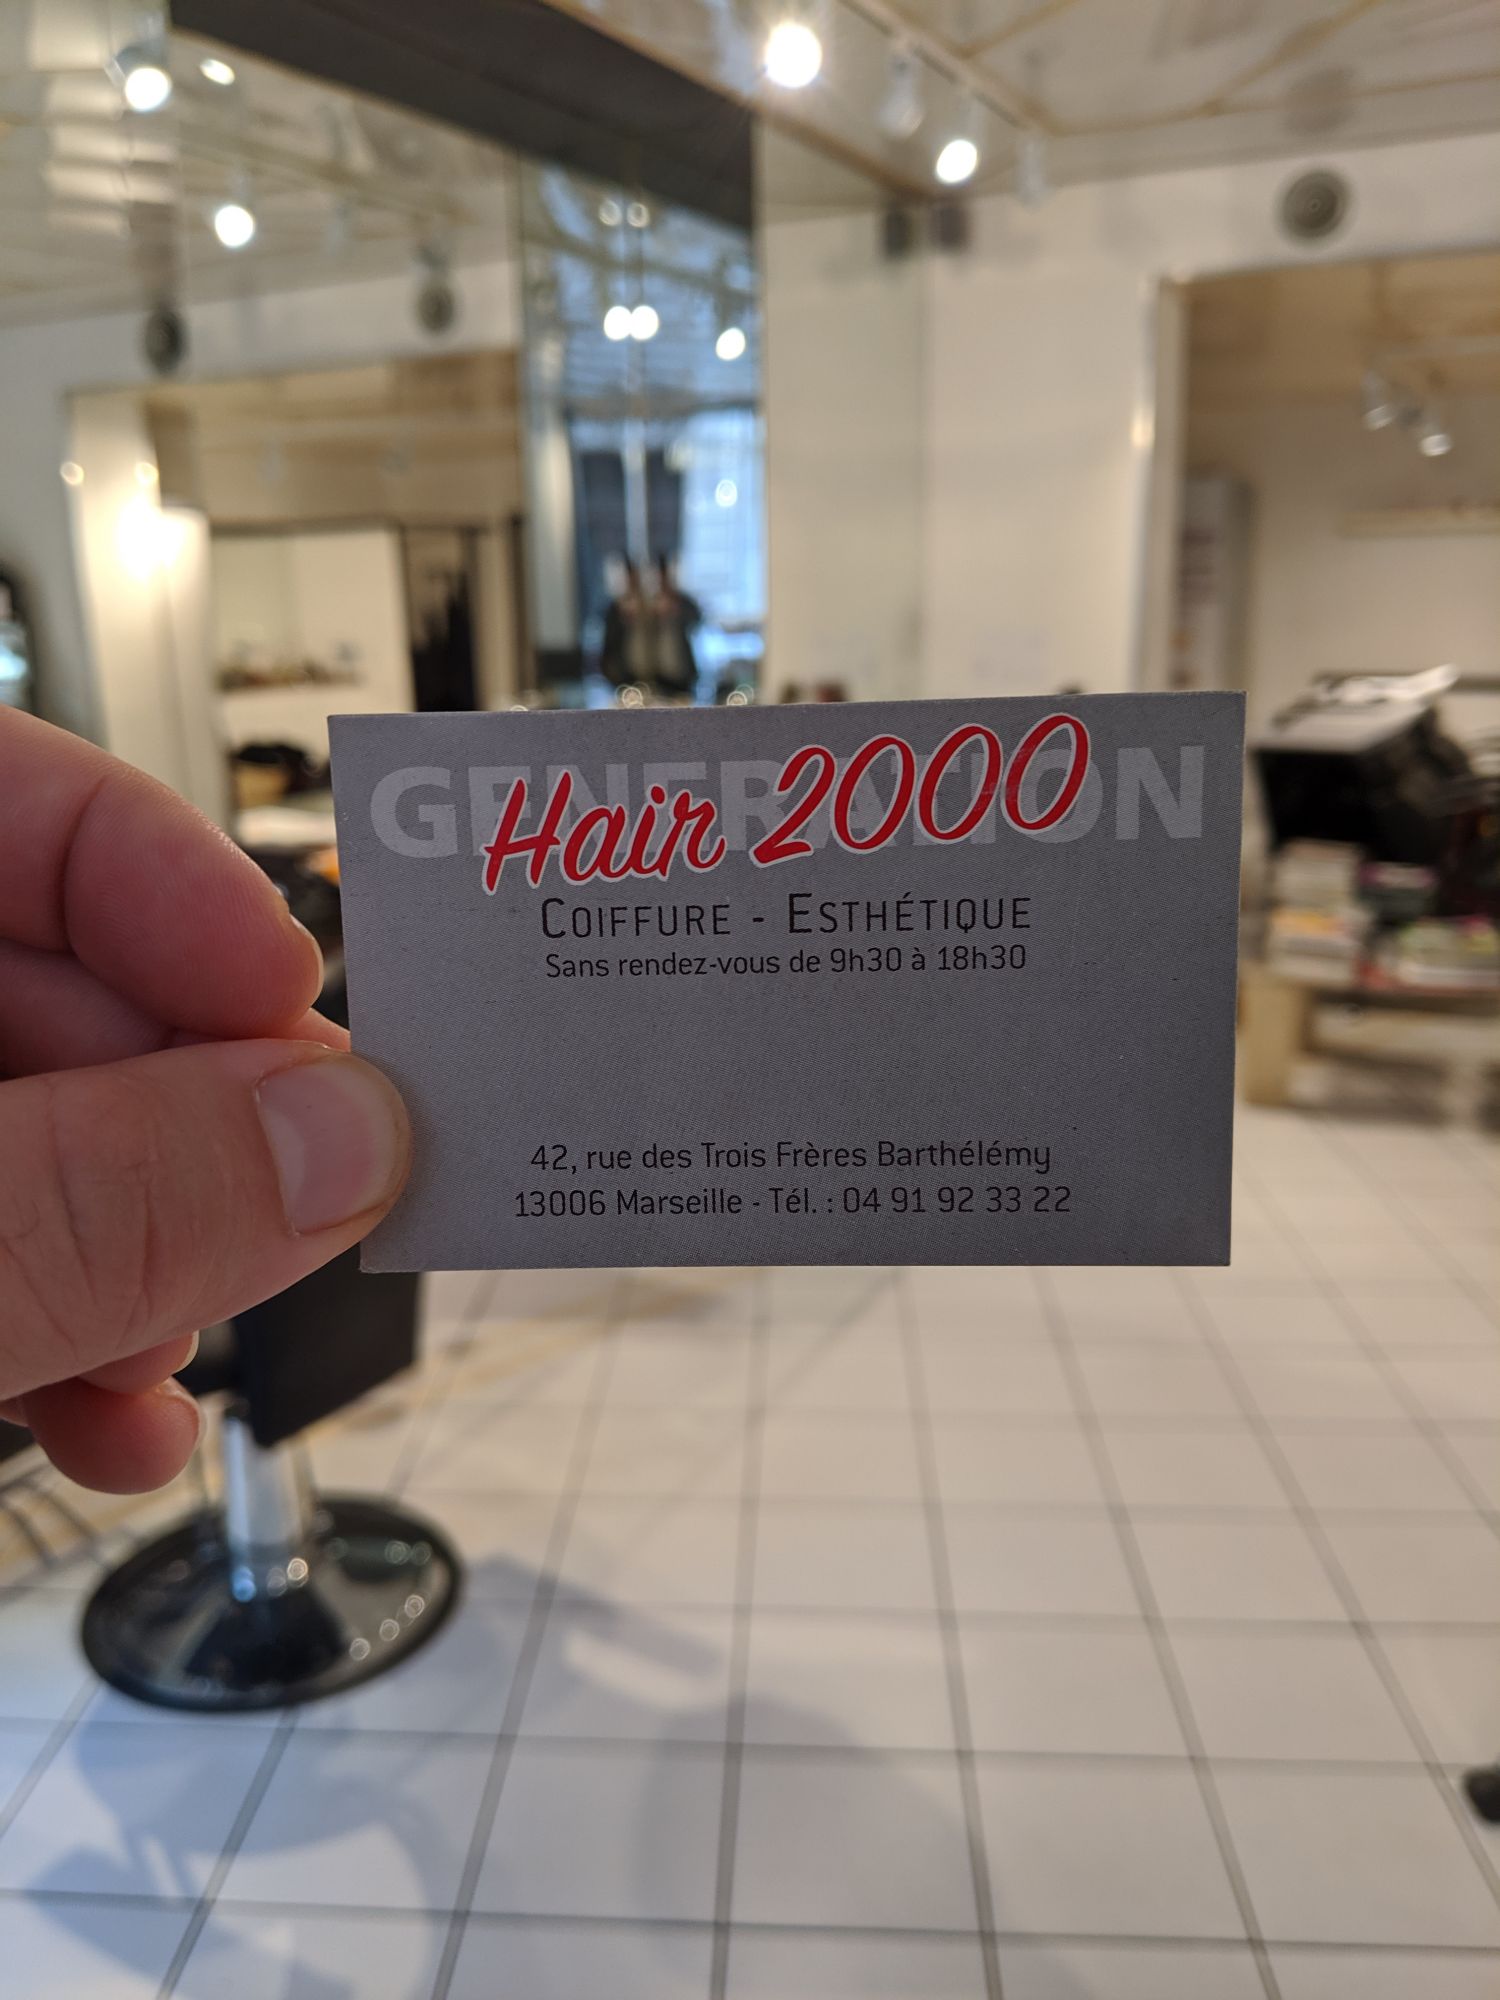 GENERATION
Hair 2000
COIFFURE - ESTHÉTIQUE
Sans rendez-vous de 9h30 à 18h30
42, rue des Trois Frères Barthélémy
13006 Marseille - Tél. : 04 91 92 33 22